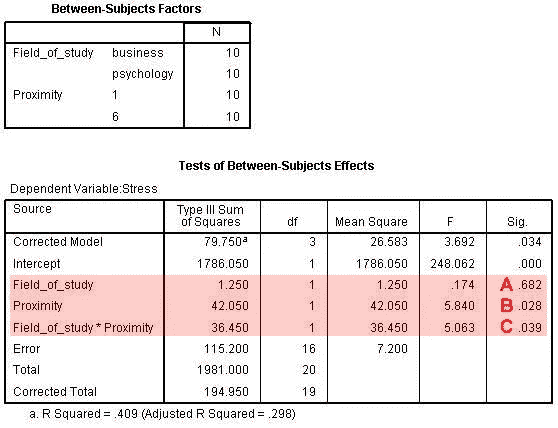 Between-Subjects Factors
N
Field_of_study business 10
psychology 10
Proximity 1 10
6 10
Tests of Between-Subjects Effects
Dependent Variable:Stress
Source Type III Sum of Squares df Mean Square F Sig.
Corrected Model 79.750a 3 26.583 3.692 .034
Intercept 1786.050 1 1786.050 248.062 .000
Field_of_study 1.250 1 1.250 .174 A .682
Proximity 42.050 1 42.050 5.840 B .028
Field_of_study * Proximity 36.450 1 36.450 5.063 C .039
Error 115.200 16 7.200
Total 1981.000 20
Corrected Total 194.950 19
a. R Squared = .409 (Adjusted R Squared = .298)